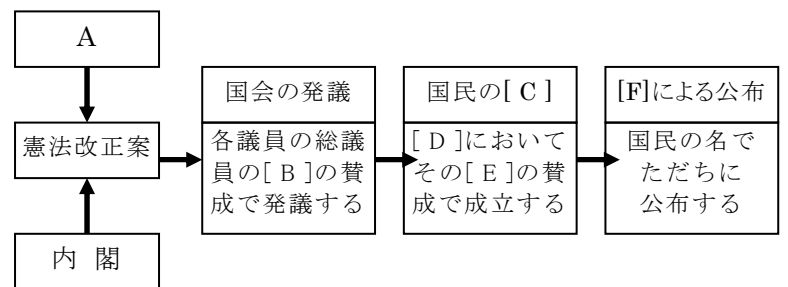 A
憲法改正案
内 閣
国会の発議
各議員の総議
員の[ B ]の賛
成で発議する
国民の[ C ]
[ D ]において
その[ E ]の賛
成で成立する
[F]による公布
国民の名で
ただちに
公布する